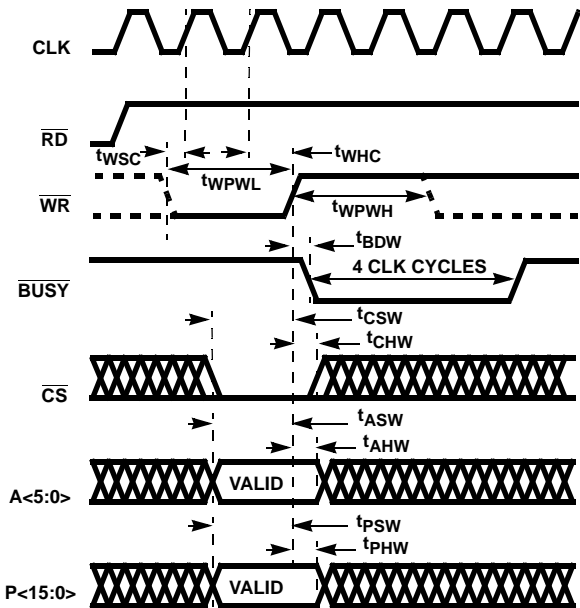 CLK
RD
tWSC
tWHC
tWPWL
WR
tWPWH
tBDW
4 CLK CYCLES
BUSY
tCSW
tCHW
CS
tASW
tAHW
VALID
A<5:0>
tPSW
tPHW
VALID
P<15:0>